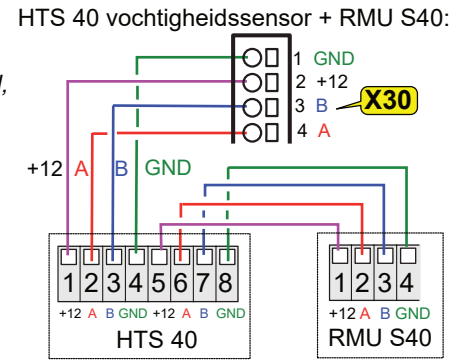 HTS 40 vochtigheidssensor + RMU S40:
,
1 GND
2 +12
3 B
X30
4 A
+12 A B GND
1 2 3 4 5 6 7 8
+12 A B GND +12 A B GND
HTS 40
1 2 3 4
+12 A B GND
RMU S40